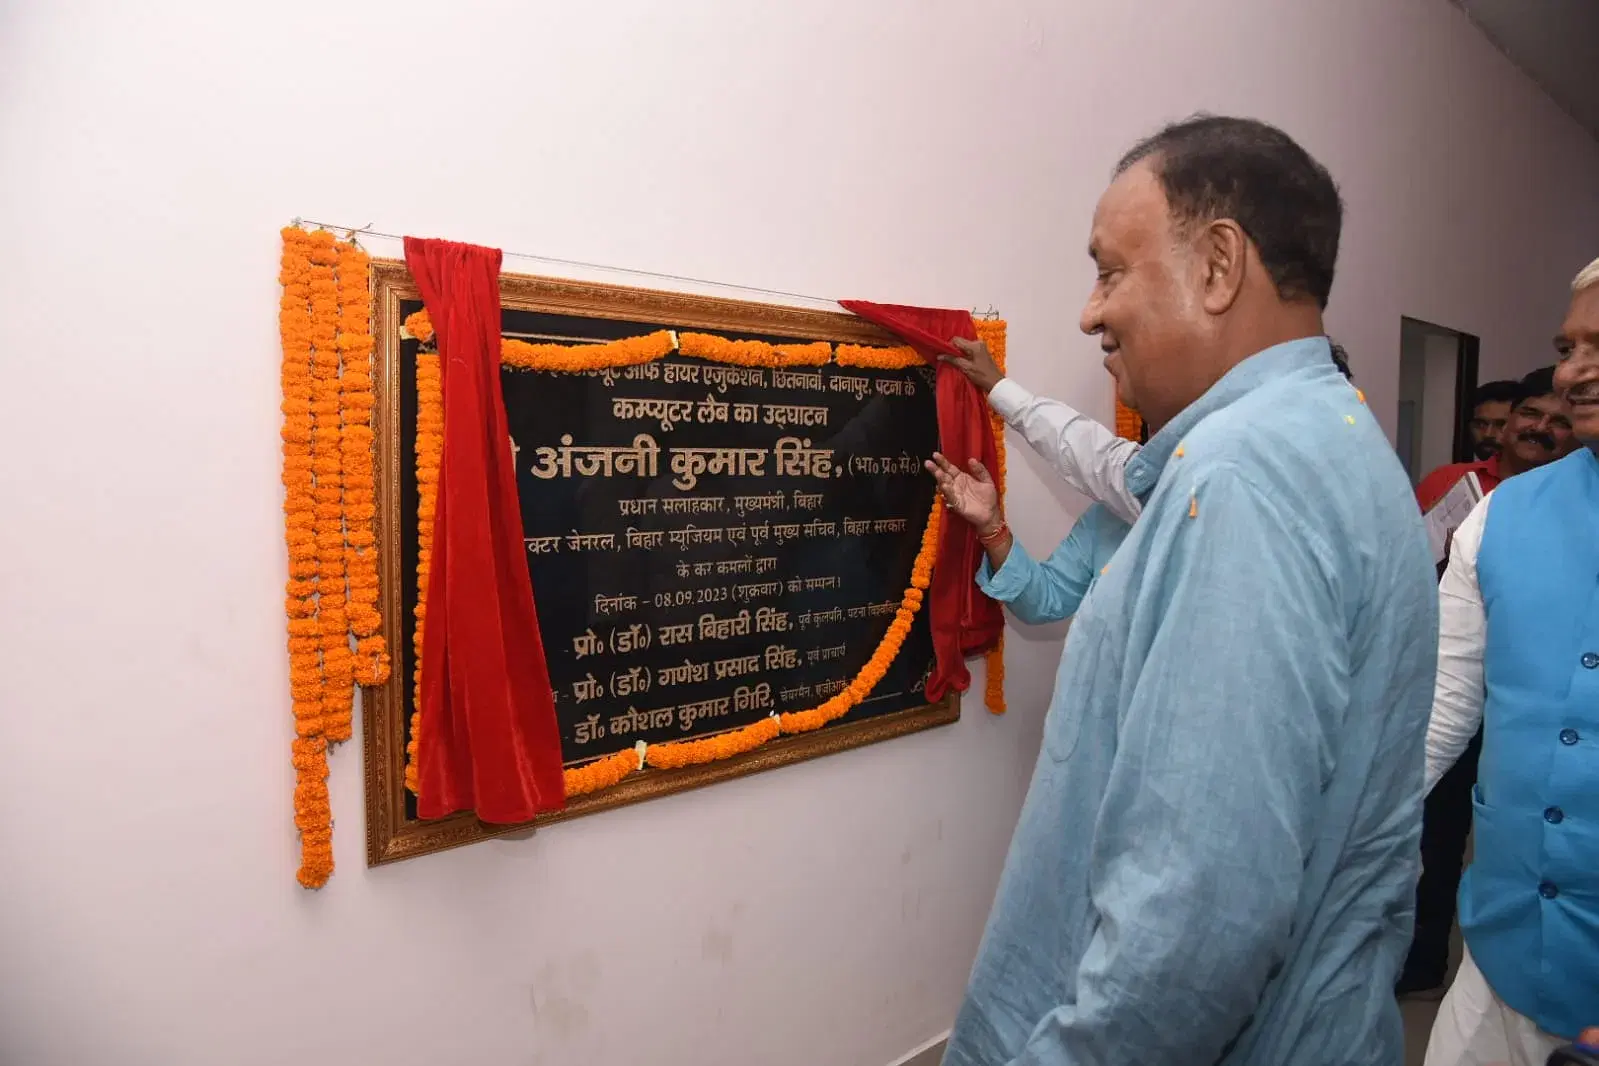 ऑफ हायर एजुकेशन, छितनावां, दानापुर, पटना के
कम्प्यूटर लैब का उद्घाटन
अंजनी कुमार सिंह, (भा० प्र० से०)
प्रधान सलाहकार, मुख्यमंत्री, बिहार
क्टर जेनरल, बिहार म्यूजियम एवं पूर्व मुख्य सचिव, बिहार सरकार
के कर कमलों द्वारा
दिनांक - 08.09.2023 (शुक्रवार) को सम्पन्न।
प्रो० (डॉ०) रास बिहारी सिंह, पूर्व कुलपति, पटना
- प्रो० (डॉ०) गणेश प्रसाद सिंह, पूर्व प्राचार्य
डॉ० कौशल कुमार गिरि, चेयरमैन,